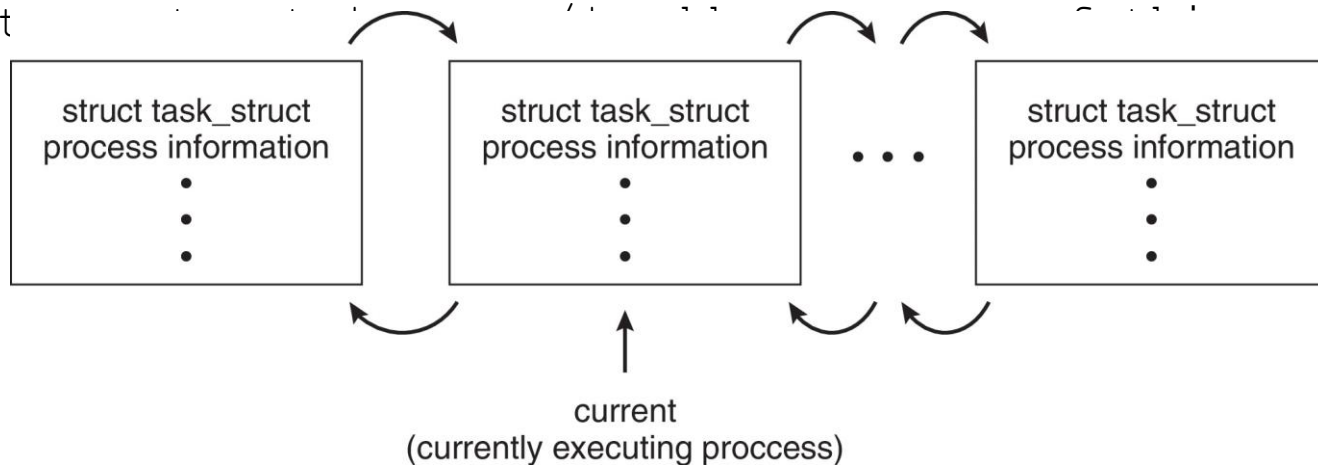 struct task_struct
process information
struct task_struct
process information
struct task_struct
process information
current
(currently executing proccess)